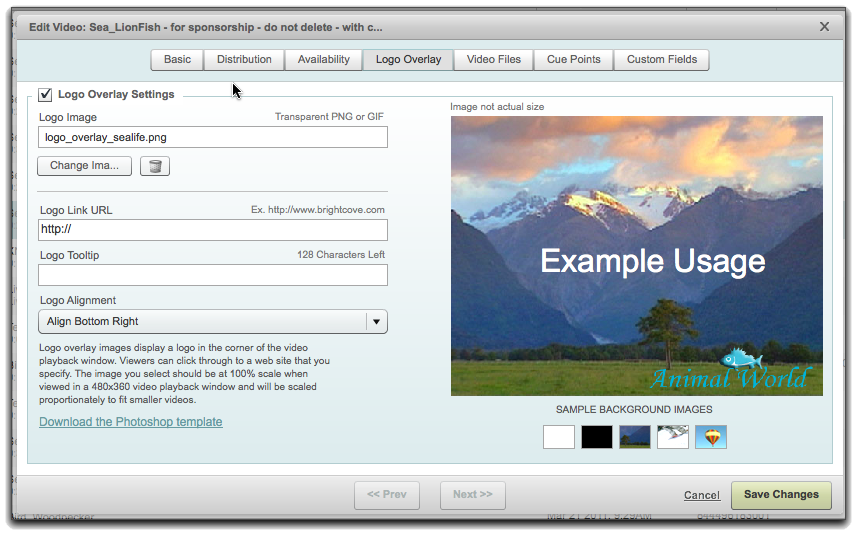 Edit Video: Sea_LionFish - for sponsorship - do not delete - with c...
Basic Distribution Availability Logo Overlay Video Files Cue Points Custom Fields
Logo Overlay Settings
Image not actual size
Logo Image Transparent PNG or GIF
logo_overlay_sealife.png
Change Ima...
Logo Link URL Ex. http://www.brightcove.com
http://
Example Usage
Logo Tooltip 128 Characters Left
Logo Alignment
Align Bottom Right
Logo overlay images display a logo in the corner of the video
playback window. Viewers can click through to a web site that you
specify. The image you select should be at 100% scale when
viewed in a 480x360 video playback window and will be scaled
proportionately to fit smaller videos.
Animal World
Download the Photoshop template
SAMPLE BACKGROUND IMAGES
<< Prev Next >> Cancel Save Changes